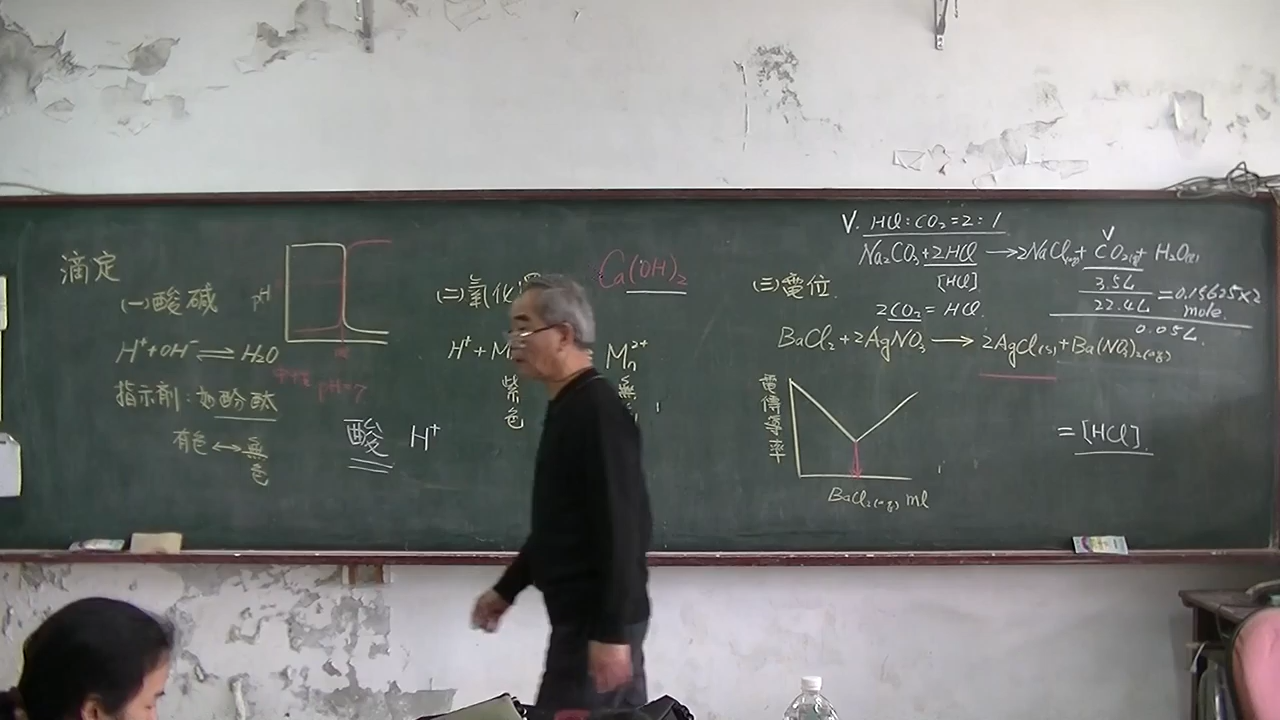 滴定
(一)酸碱
pH
H⁺+OH⁻⇌H₂O
中性 pH=7
指示劑:如酚酞
有色↔無色
酸 H⁺
(二)氧化
Ca(OH)₂
H⁺+M
紫色
Mn²⁺
無
(三)電位
V. HCl:CO₂=2:1
Na₂CO₃+2HCl→2NaCl(aq)+CO₂(g)+H₂O(l)
V
[HCl]
3.5L
22.4L
=0.15625×2
mole.
0.05L.
2CO₂=HCl.
BaCl₂+2AgNO₃→2AgCl(s)+Ba(NO₃)₂(aq)
電傳導率
BaCl₂(aq) ml
=[HCl].